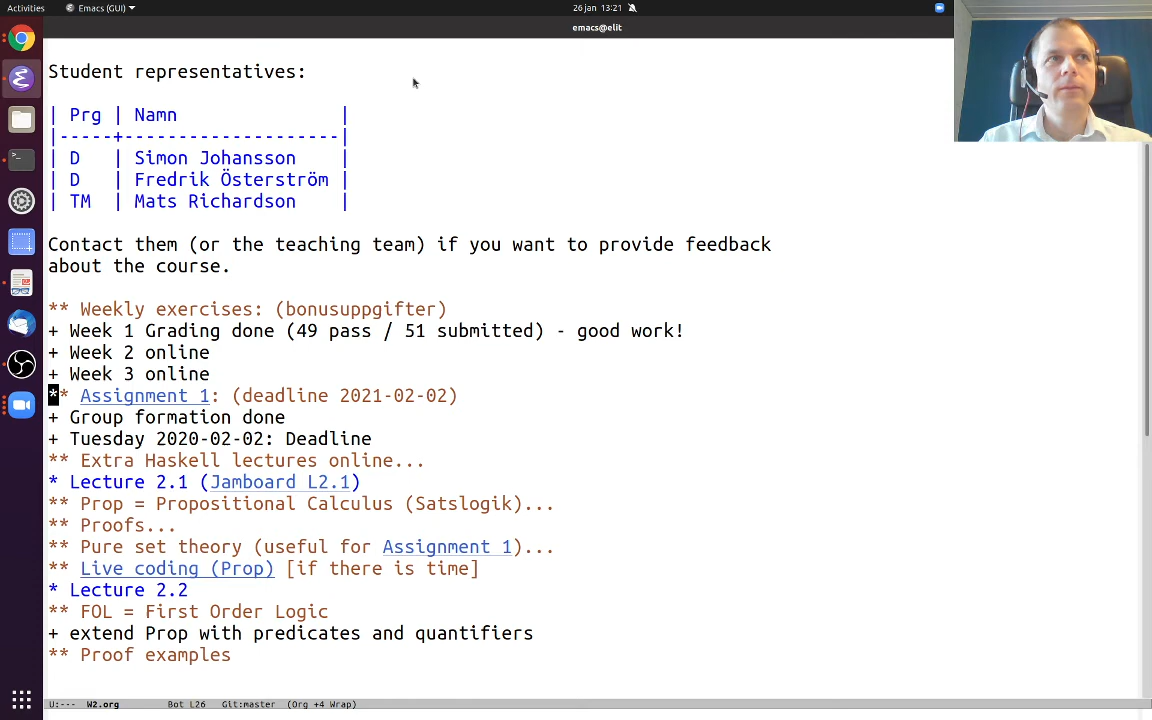 Activities
Emacs (GUI)
26 jan 13:21
emacs@elit
Student representatives:
| Prg | Namn                |
|-----+---------------------|
| D   | Simon Johansson     |
| D   | Fredrik Österström |
| TM  | Mats Richardson     |
Contact them (or the teaching team) if you want to provide feedback
about the course.
** Weekly exercises: (bonusuppgifter)
+ Week 1 Grading done (49 pass / 51 submitted) - good work!
+ Week 2 online
+ Week 3 online
** Assignment 1: (deadline 2021-02-02)
+ Group formation done
+ Tuesday 2020-02-02: Deadline
** Extra Haskell lectures online...
* Lecture 2.1 (Jamboard L2.1)
** Prop = Propositional Calculus (Satslogik)...
** Proofs...
** Pure set theory (useful for Assignment 1)...
** Live coding (Prop) [if there is time]
* Lecture 2.2
** FOL = First Order Logic
+ extend Prop with predicates and quantifiers
** Proof examples
U:--- W2.org Bot L26 Git:master (Org +4 Wrap)